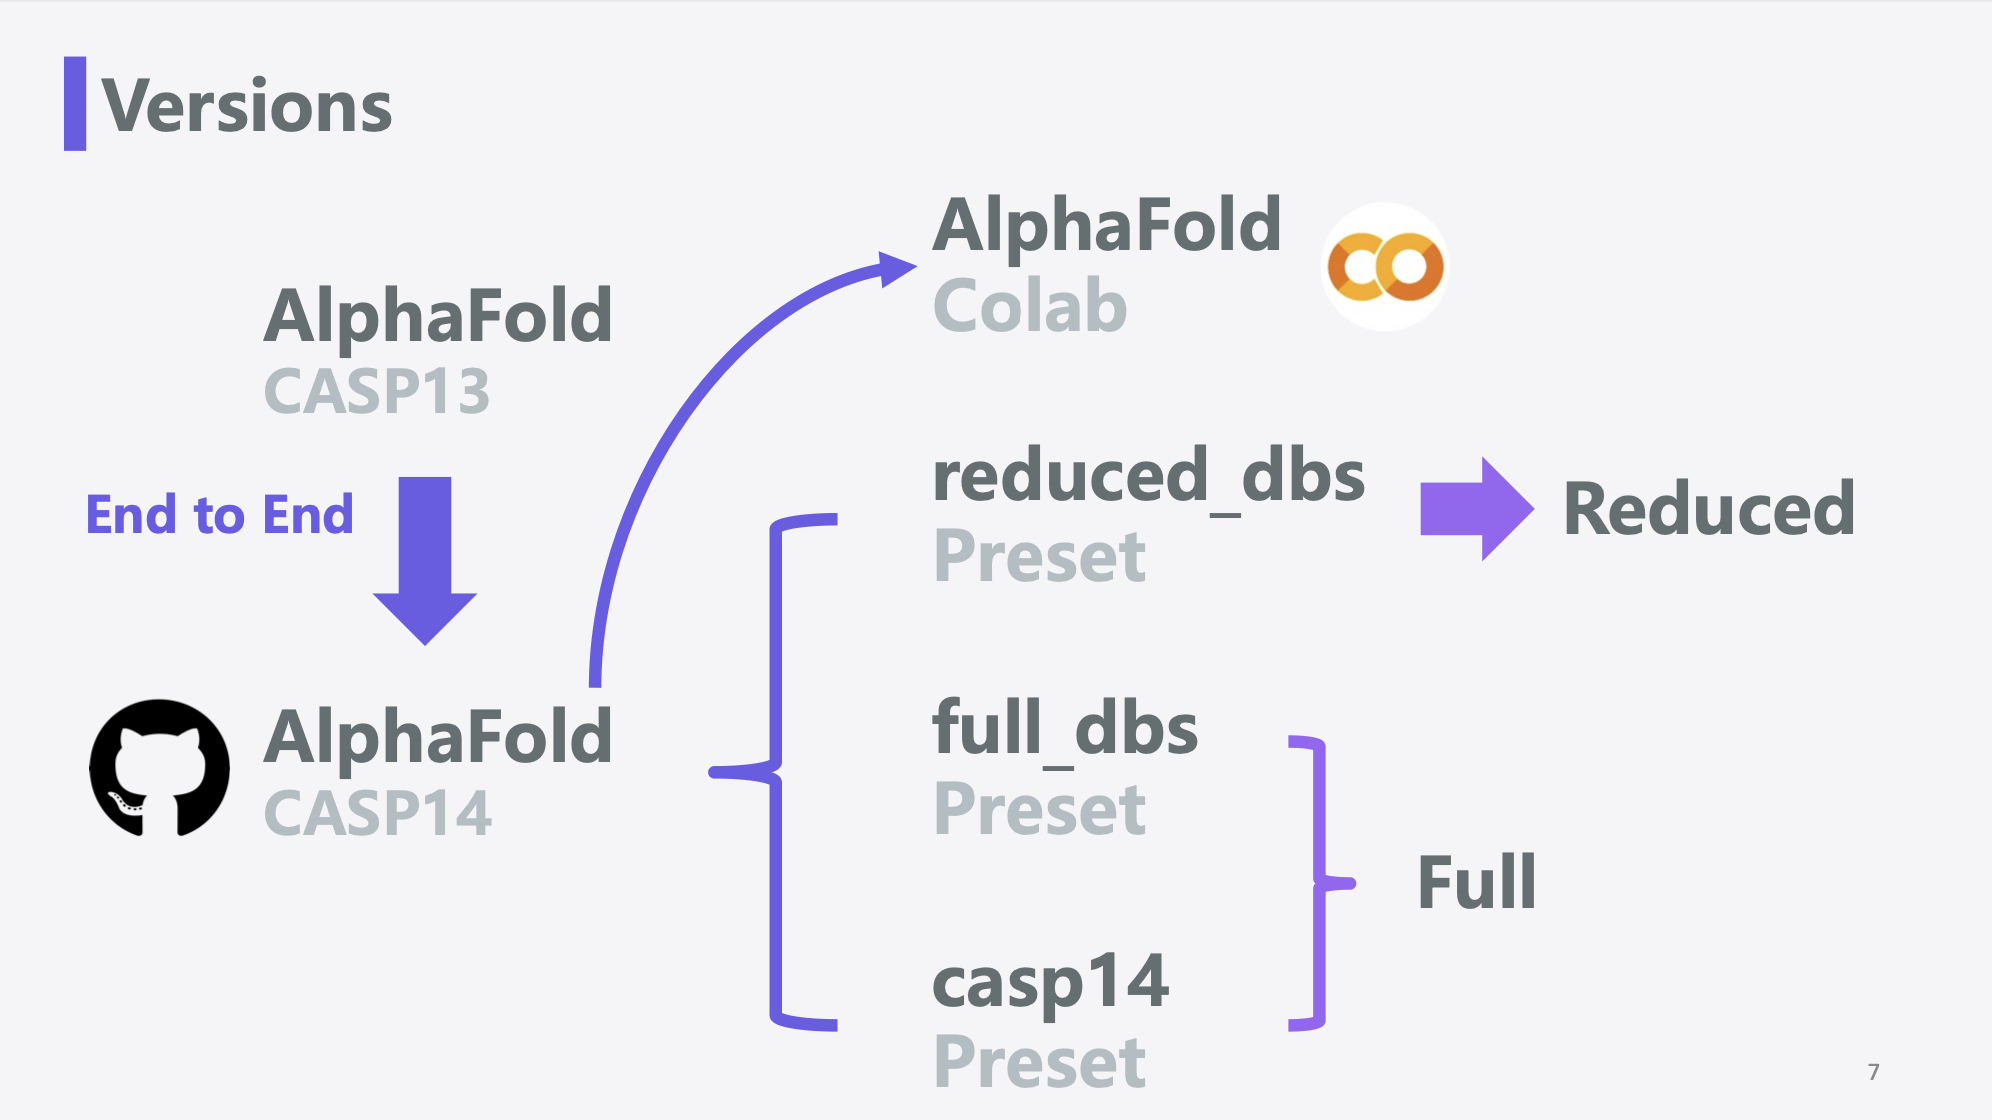 Versions
AlphaFold
CASP13
End to End
AlphaFold
CASP14
AlphaFold
Colab
reduced_dbs
Preset
Reduced
full_dbs
Preset
Full
casp14
Preset
7